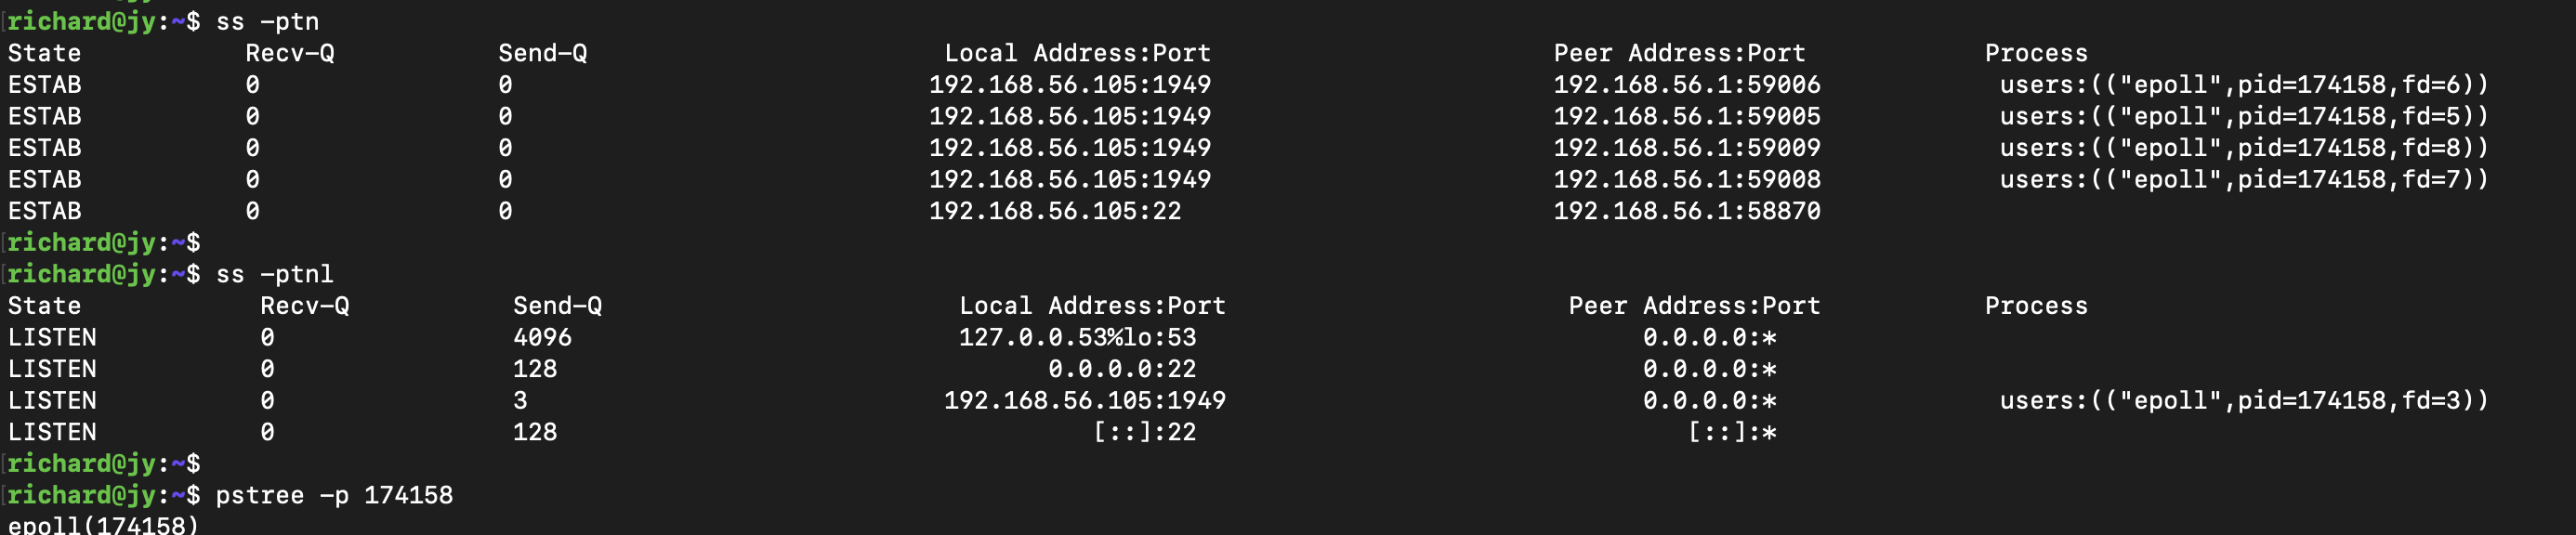 richard@jy:~$ ss -ptn
State Recv-Q Send-Q Local Address:Port Peer Address:Port Process
ESTAB 0 0 192.168.56.105:1949 192.168.56.1:59006 users:(("epoll",pid=174158,fd=6))
ESTAB 0 0 192.168.56.105:1949 192.168.56.1:59005 users:(("epoll",pid=174158,fd=5))
ESTAB 0 0 192.168.56.105:1949 192.168.56.1:59009 users:(("epoll",pid=174158,fd=8))
ESTAB 0 0 192.168.56.105:1949 192.168.56.1:59008 users:(("epoll",pid=174158,fd=7))
ESTAB 0 0 192.168.56.105:22 192.168.56.1:58870
richard@jy:~$
richard@jy:~$ ss -ptnl
State Recv-Q Send-Q Local Address:Port Peer Address:Port Process
LISTEN 0 4096 127.0.0.53%lo:53 0.0.0.0:*
LISTEN 0 128 0.0.0.0:22 0.0.0.0:*
LISTEN 0 3 192.168.56.105:1949 0.0.0.0:* users:(("epoll",pid=174158,fd=3))
LISTEN 0 128 [::]:22 [::]:*
richard@jy:~$
richard@jy:~$ pstree -p 174158
epoll(174158)